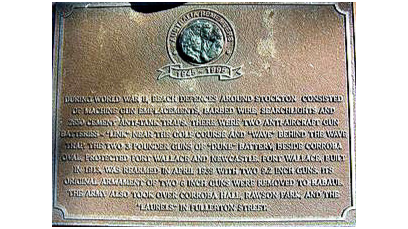 AUSTRALIA REMEMBERS
1945 - 1995
DURING WORLD WAR II, BEACH DEFENCES AROUND STOCKTON CONSISTED
OF MACHINE GUN EMPLACEMENTS, BARBED WIRE, SEARCHLIGHTS AND
CEMENT ANTI-TANK TRAPS. THERE WERE TWO ANTI-AIRCRAFT GUN
BATTERIES - "LINK" NEAR THE GOLF COURSE AND "WAVE" BEHIND THE WAVE
TRAP. THE TWO 3 POUNDER GUNS OF "DUNE" BATTERY, BESIDE CORROBA
OVAL, PROTECTED FORT WALLACE AND NEWCASTLE. FORT WALLACE, BUILT
IN WAS REARMED IN APRIL WITH TWO 9.2 INCH GUNS. ITS
ORIGINAL ARMAMENT OF TWO 6 INCH GUNS WERE REMOVED TO RABAUL.
THE ARMY ALSO TOOK OVER CORROBA HALL, RAWSON PARK, AND THE
"LAURELS" IN FULLERTON STREET.